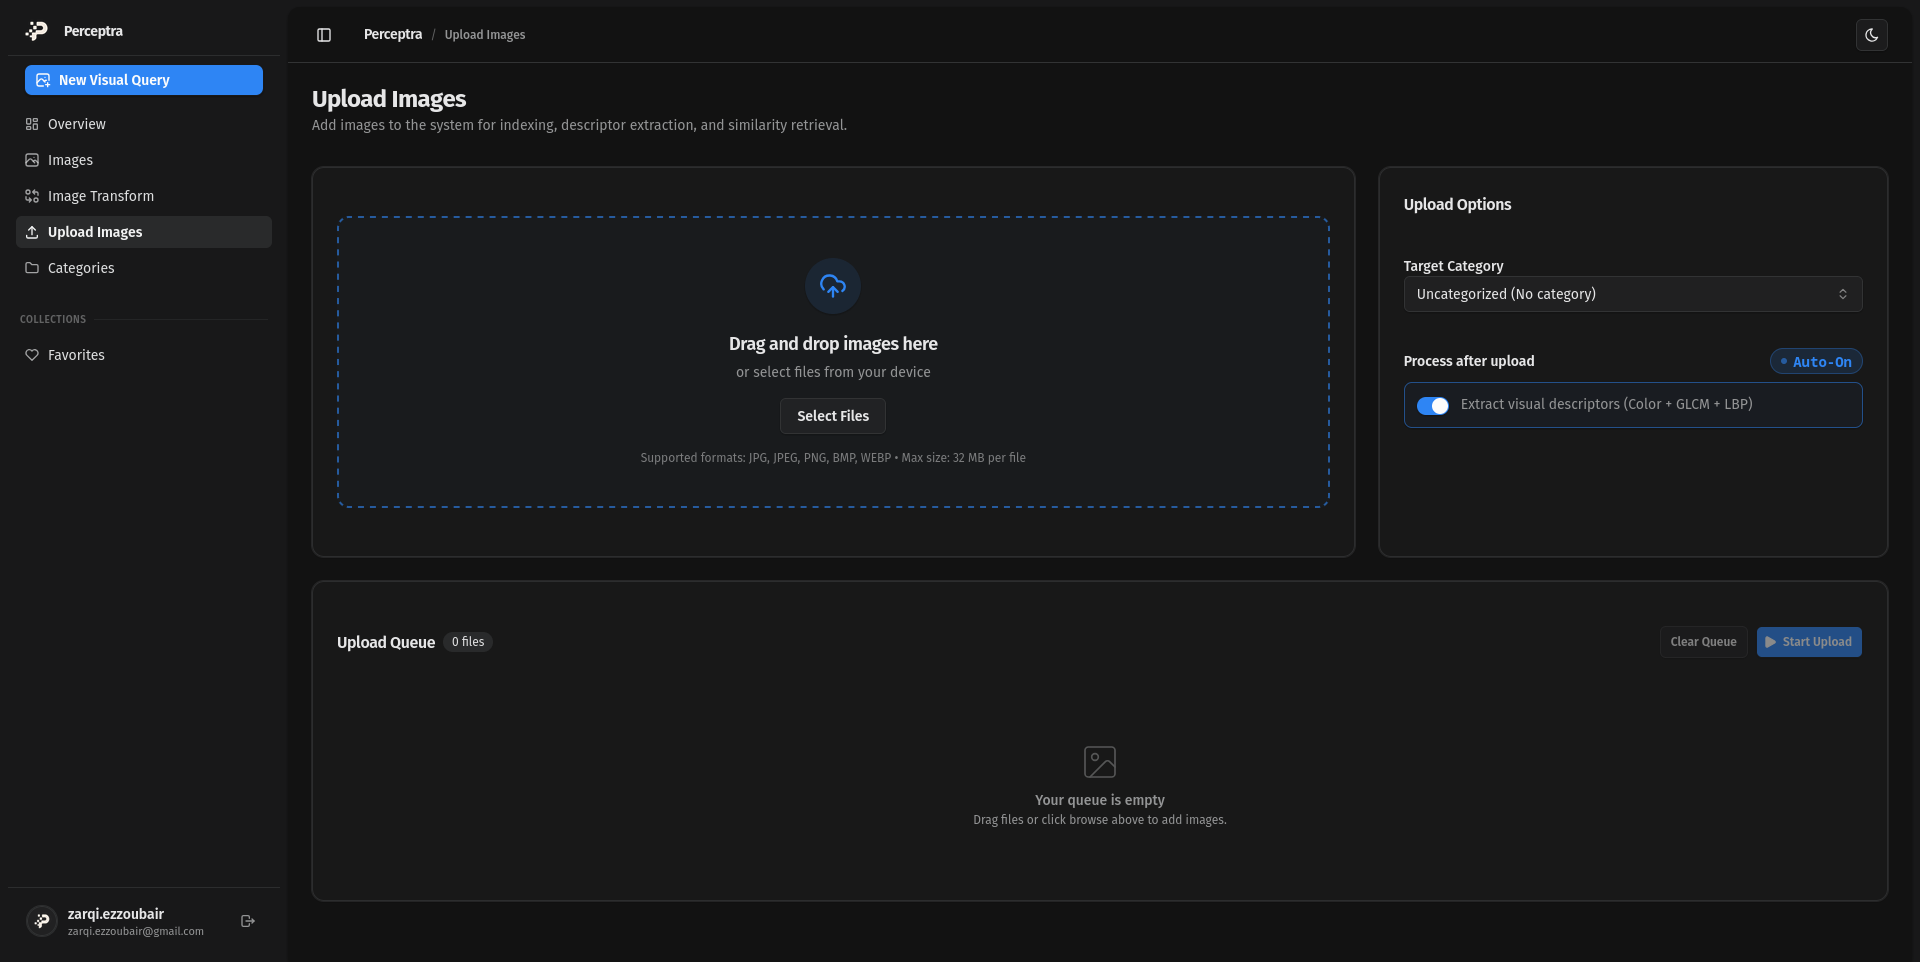 Perceptra
New Visual Query
Overview
Images
Image Transform
Upload Images
Categories
COLLECTIONS
Favorites
zarqi.ezzoubair
zarqi.ezzoubair@gmail.com
Perceptra / Upload Images
Upload Images
Add images to the system for indexing, descriptor extraction, and similarity retrieval.
Drag and drop images here
or select files from your device
Select Files
Supported formats: JPG, JPEG, PNG, BMP, WEBP • Max size: 32 MB per file
Upload Options
Target Category
Uncategorized (No category)
Process after upload
Auto-On
Extract visual descriptors (Color + GLCM + LBP)
Upload Queue 0 files
Clear Queue
Start Upload
Your queue is empty
Drag files or click browse above to add images.